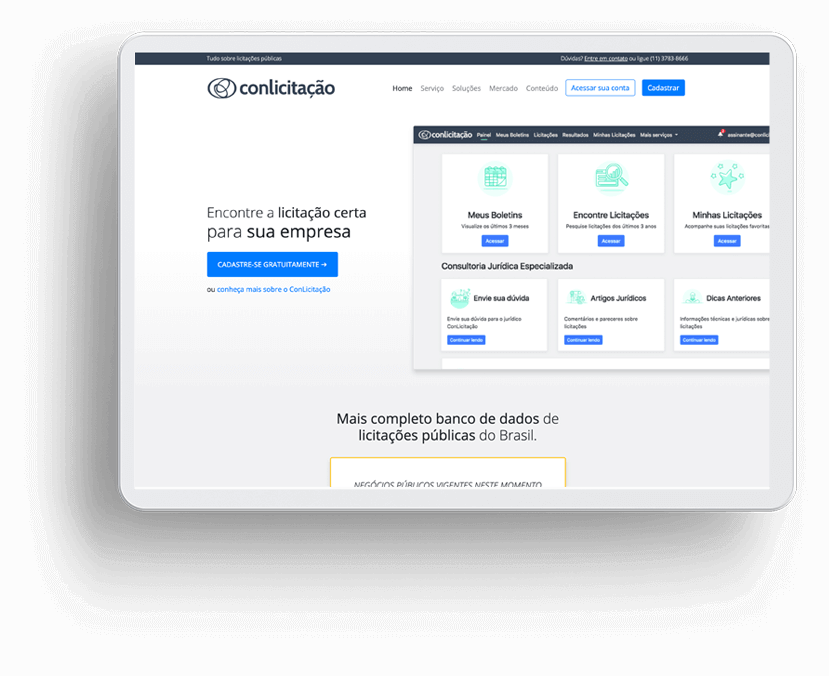 Tudo sobre licitações públicas
Dúvidas? Entre em contato ou ligue (11) 3783-8666
conlicitação
Home Serviço Soluções Mercado Conteúdo Acessar sua conta Cadastrar
conlicitação Painel Meus Boletins Licitações Resultados Minhas Licitações Mais serviços
Meus Boletins
Visualize os últimos 3 meses
Acessar
Encontre Licitações
Pesquise licitações dos últimos 3 anos
Acessar
Minhas Licitações
Acompanhe suas licitações favoritas
Acessar
Encontre a licitação certa
para sua empresa
CADASTRE-SE GRATUITAMENTE →
ou conheça mais sobre o ConLicitação
Consultoria Jurídica Especializada
Envie sua dúvida
Envie sua dúvida para o jurídico
ConLicitação
Continuar lendo
Artigos Jurídicos
Comentários e pareceres sobre
licitações
Continuar lendo
Dicas Anteriores
Informações técnicas e jurídicas sobre
licitações
Continuar lendo
Mais completo banco de dados de
licitações públicas do Brasil.
NEGÓCIOS PÚBLICOS VIGENTES NESTE MOMENTO